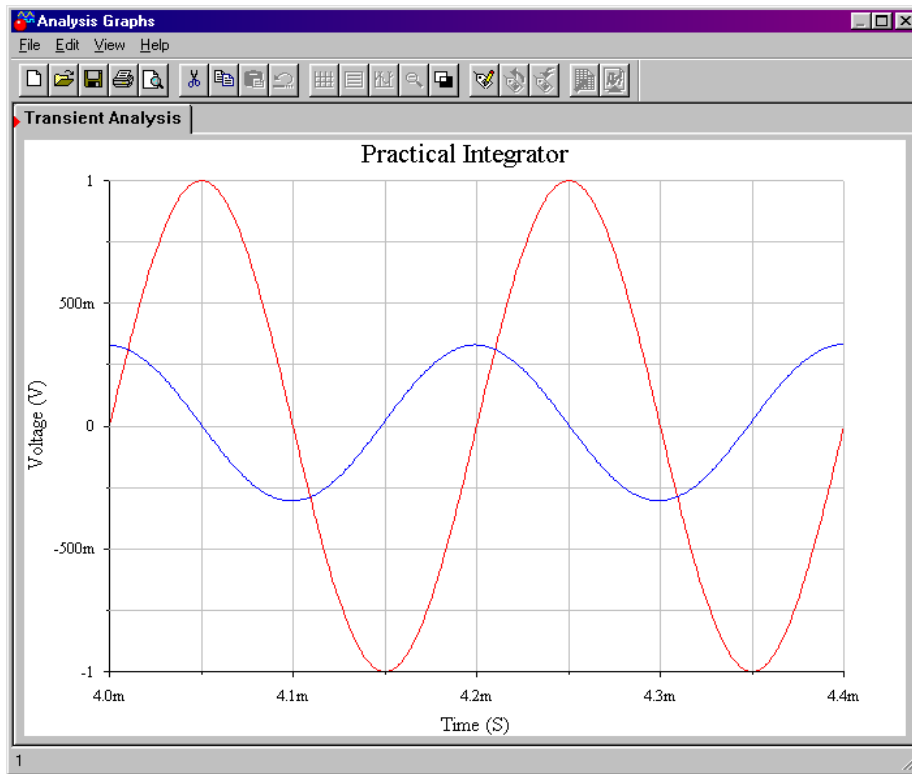 Analysis Graphs
File Edit View Help
Transient Analysis
Practical Integrator
1
500m
0
-500m
-1
Voltage (V)
4.0m 4.1m 4.2m 4.3m 4.4m
Time (S)
1